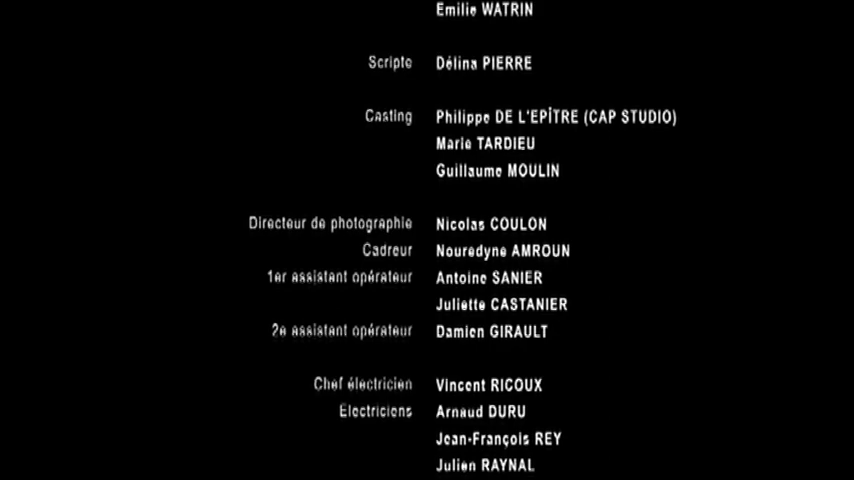 Emilie WATRIN
Scripte Délina PIERRE
Casting Philippe DE L'EPÎTRE (CAP STUDIO)
Marie TARDIEU
Guillaume MOULIN
Directeur de photographie Nicolas COULON
Cadreur Nouredyne AMROUN
1er assistant opérateur Antoine SANIER
Juliette CASTANIER
2e assistant opérateur Damien GIRAULT
Chef électricien Vincent RICOUX
Electriciens Arnaud DURU
Jean-François REY
Julien RAYNAL